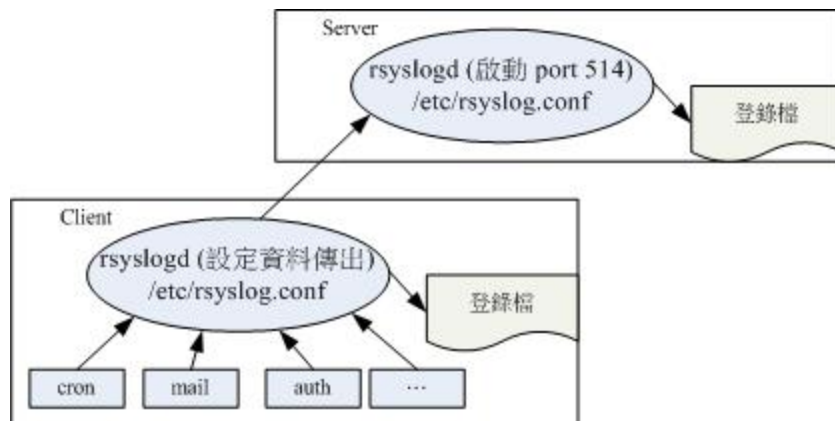 Server
rsyslogd (啟動 port 514)
/etc/rsyslog.conf
登錄檔
Client
rsyslogd (設定資料傳出)
/etc/rsyslog.conf
登錄檔
cron
mail
auth
…